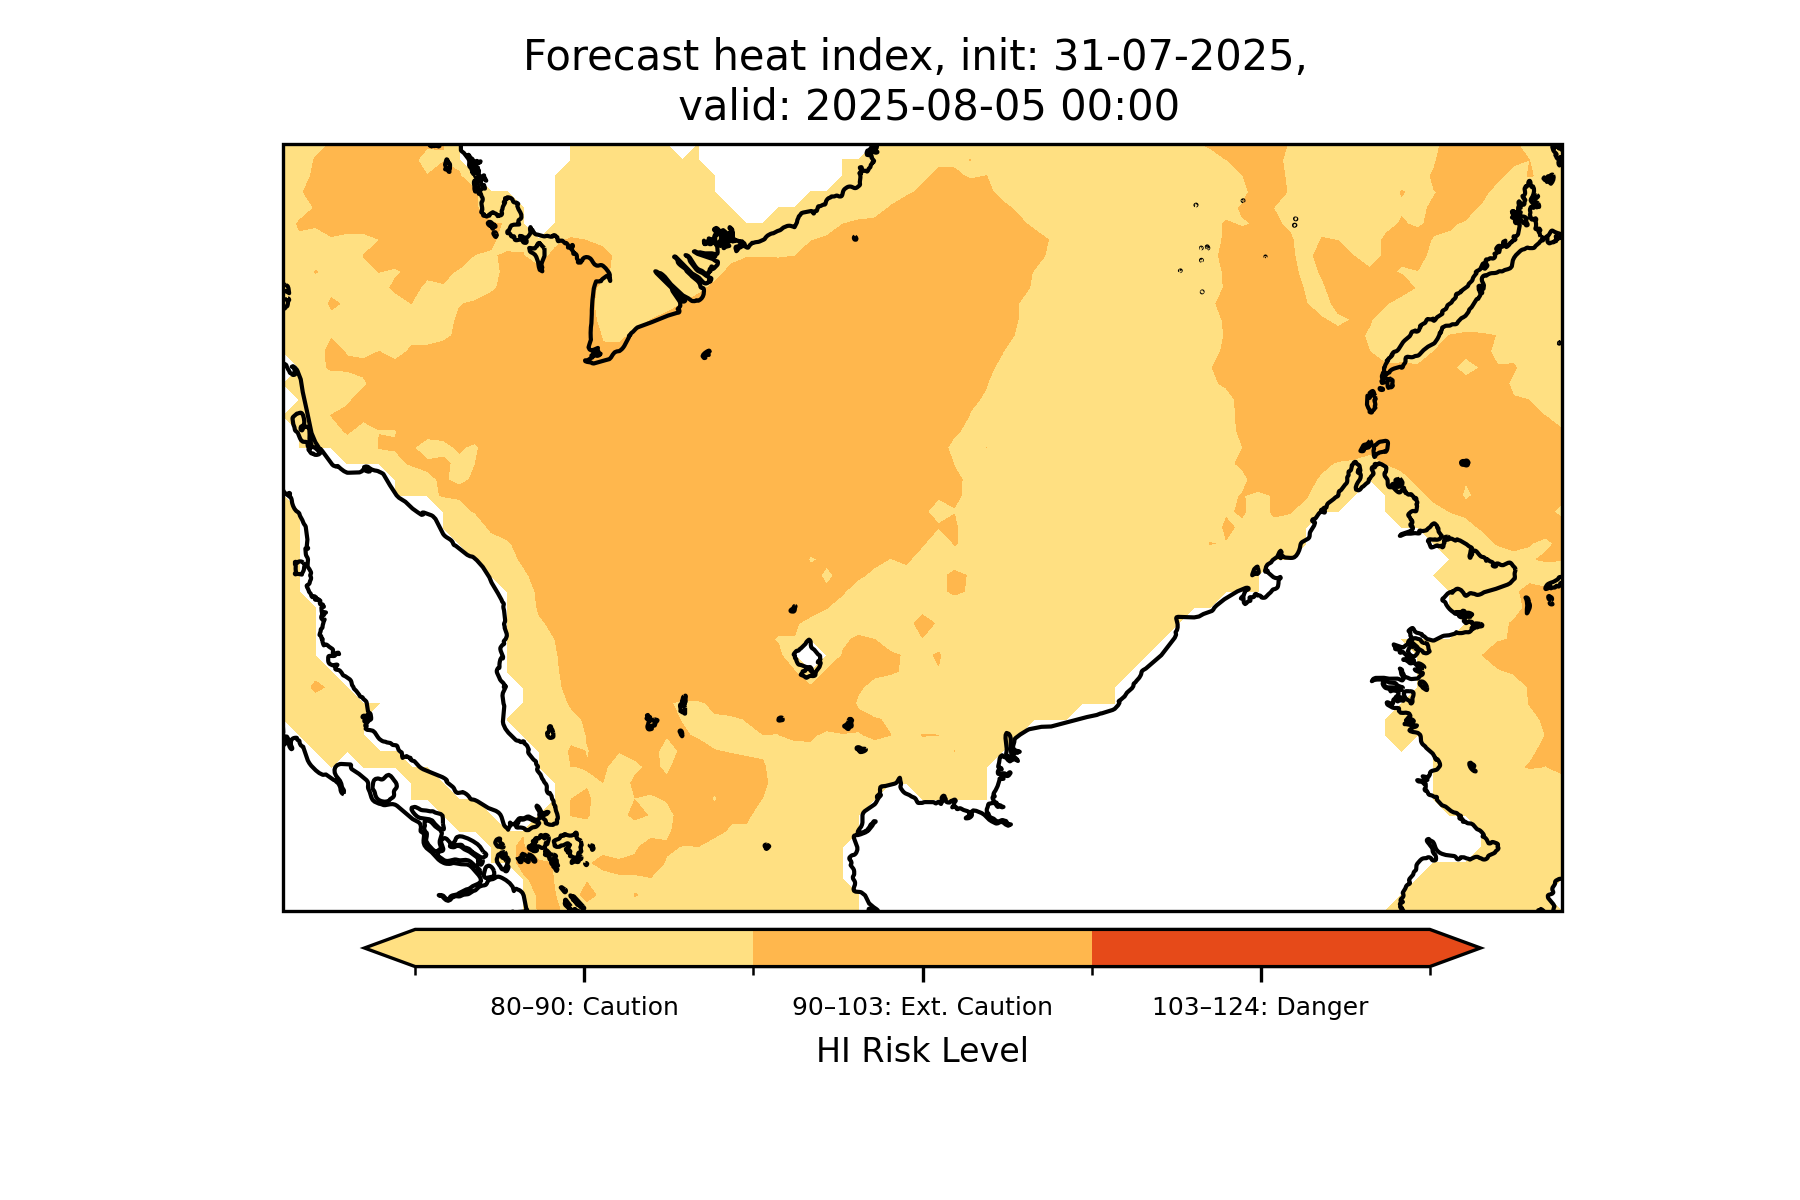 Forecast heat index, init: 31-07-2025,
valid: 2025-08-05 00:00
80–90: Caution
90–103: Ext. Caution
103–124: Danger
HI Risk Level